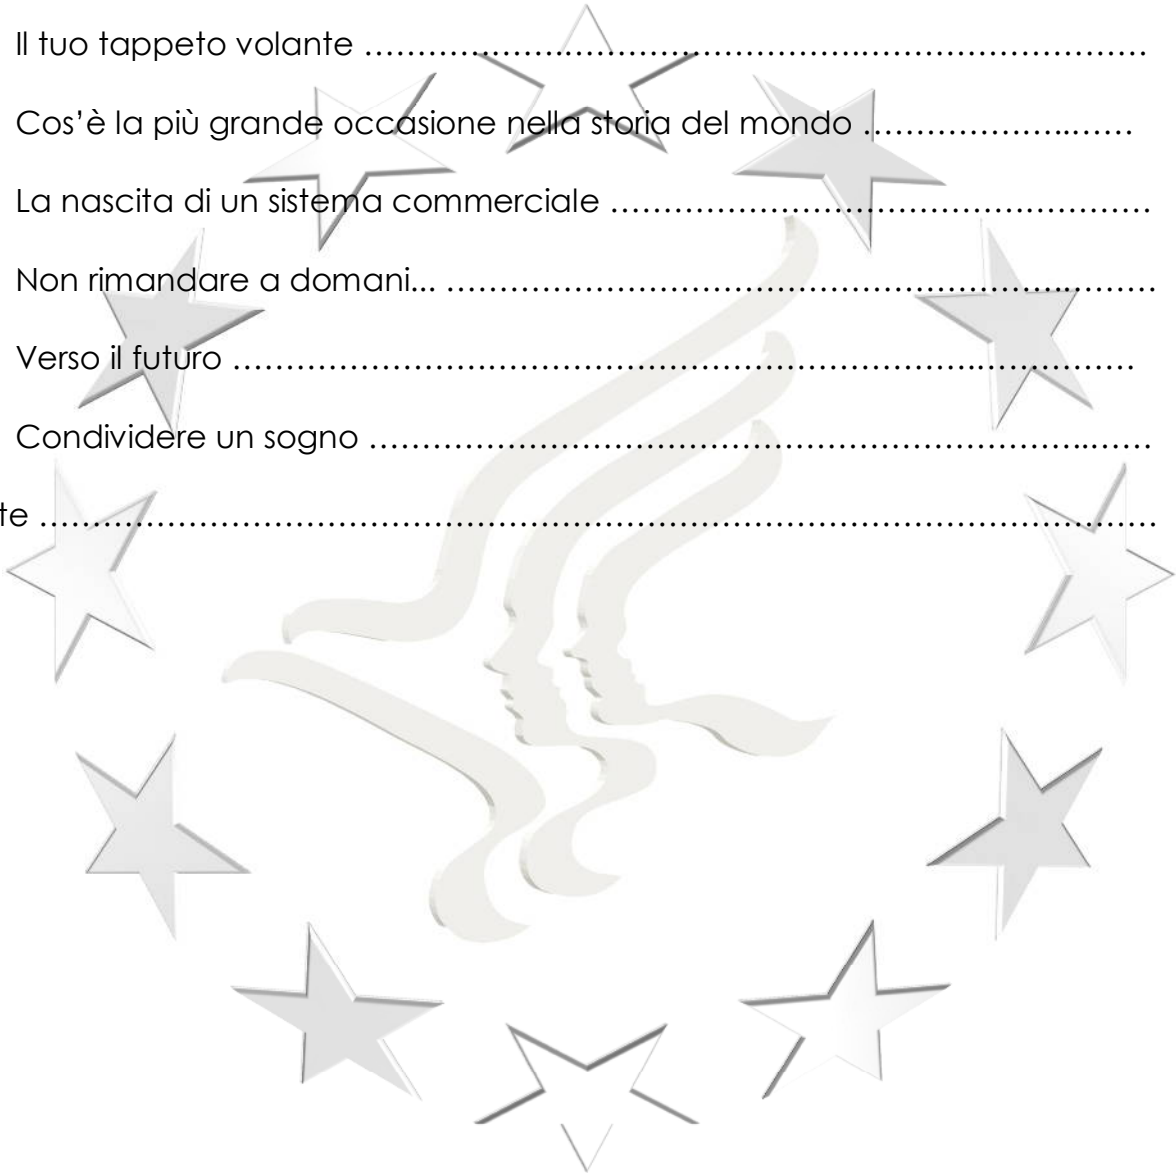 Il tuo tappeto volante ……………………………………………………………………………
Cos’è la più grande occasione nella storia del mondo ………………………
La nascita di un sistema commerciale ……………………………………………………
Non rimandare a domani... ……………………………………………………………………
Verso il futuro ………………………………………………………………………………………
Condividere un sogno ……………………………………………………………………………
te ……………………………………………………………………………………………………………